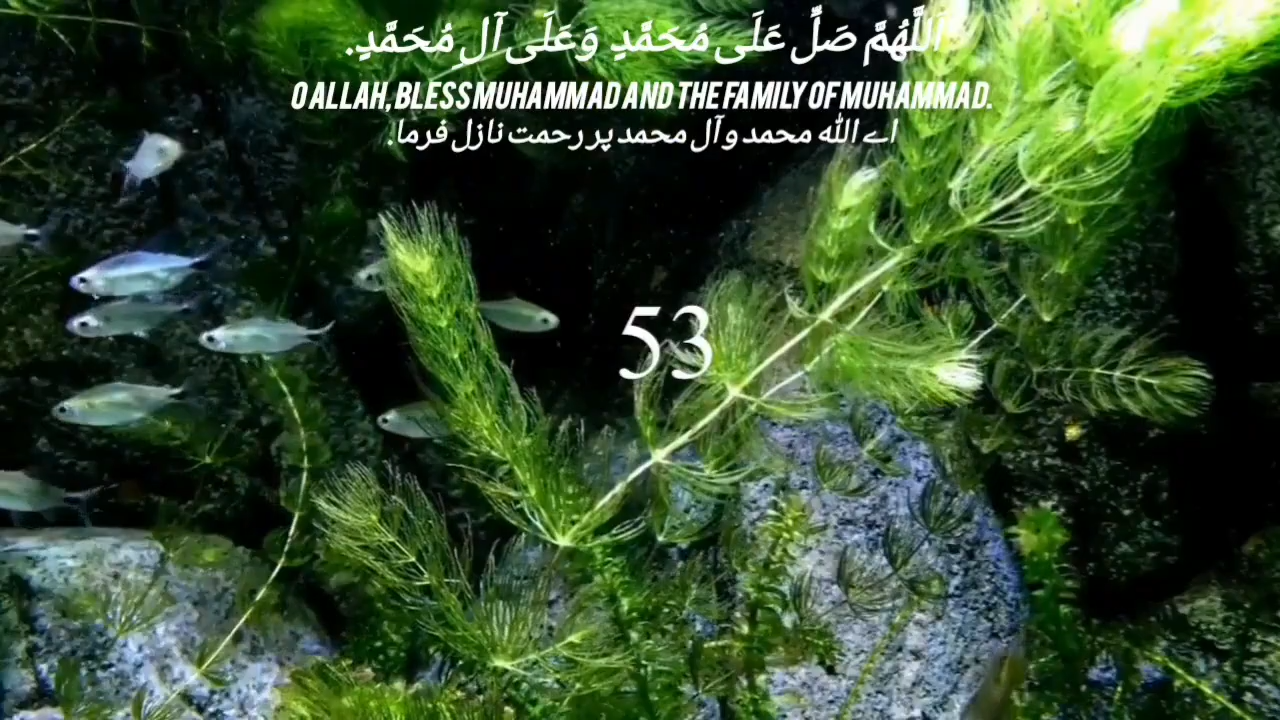 اَللَّهُمَّ صَلِّ عَلَى مُحَمَّدٍ وَعَلَى آلِ مُحَمَّدٍ.
O ALLAH, BLESS MUHAMMAD AND THE FAMILY OF MUHAMMAD.
اے اللہ محمد و آل محمد پر رحمت نازل فرما.
53